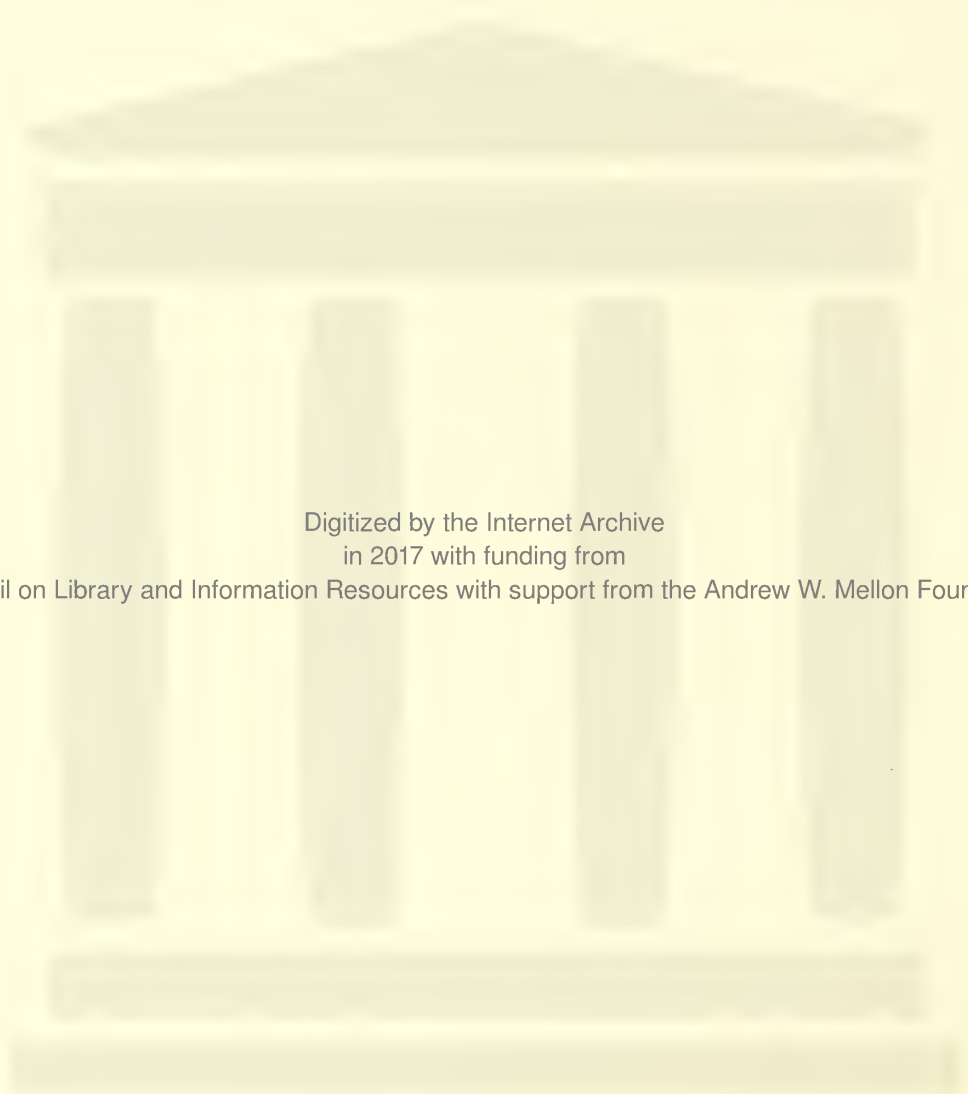 Digitized by the Internet Archive
in 2017 with funding from
il on Library and Information Resources with support from the Andrew W. Mellon Four